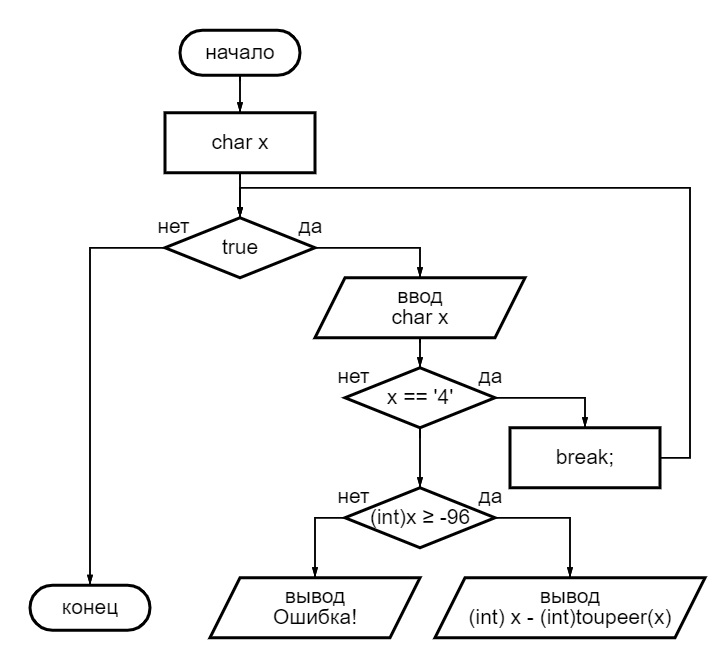 начало
char x
нет
да
true
ввод
char x
нет
да
x == '4'
break;
нет
да
(int)x ≥ -96
конец
вывод
Ошибка!
вывод
(int) x - (int)toupeer(x)